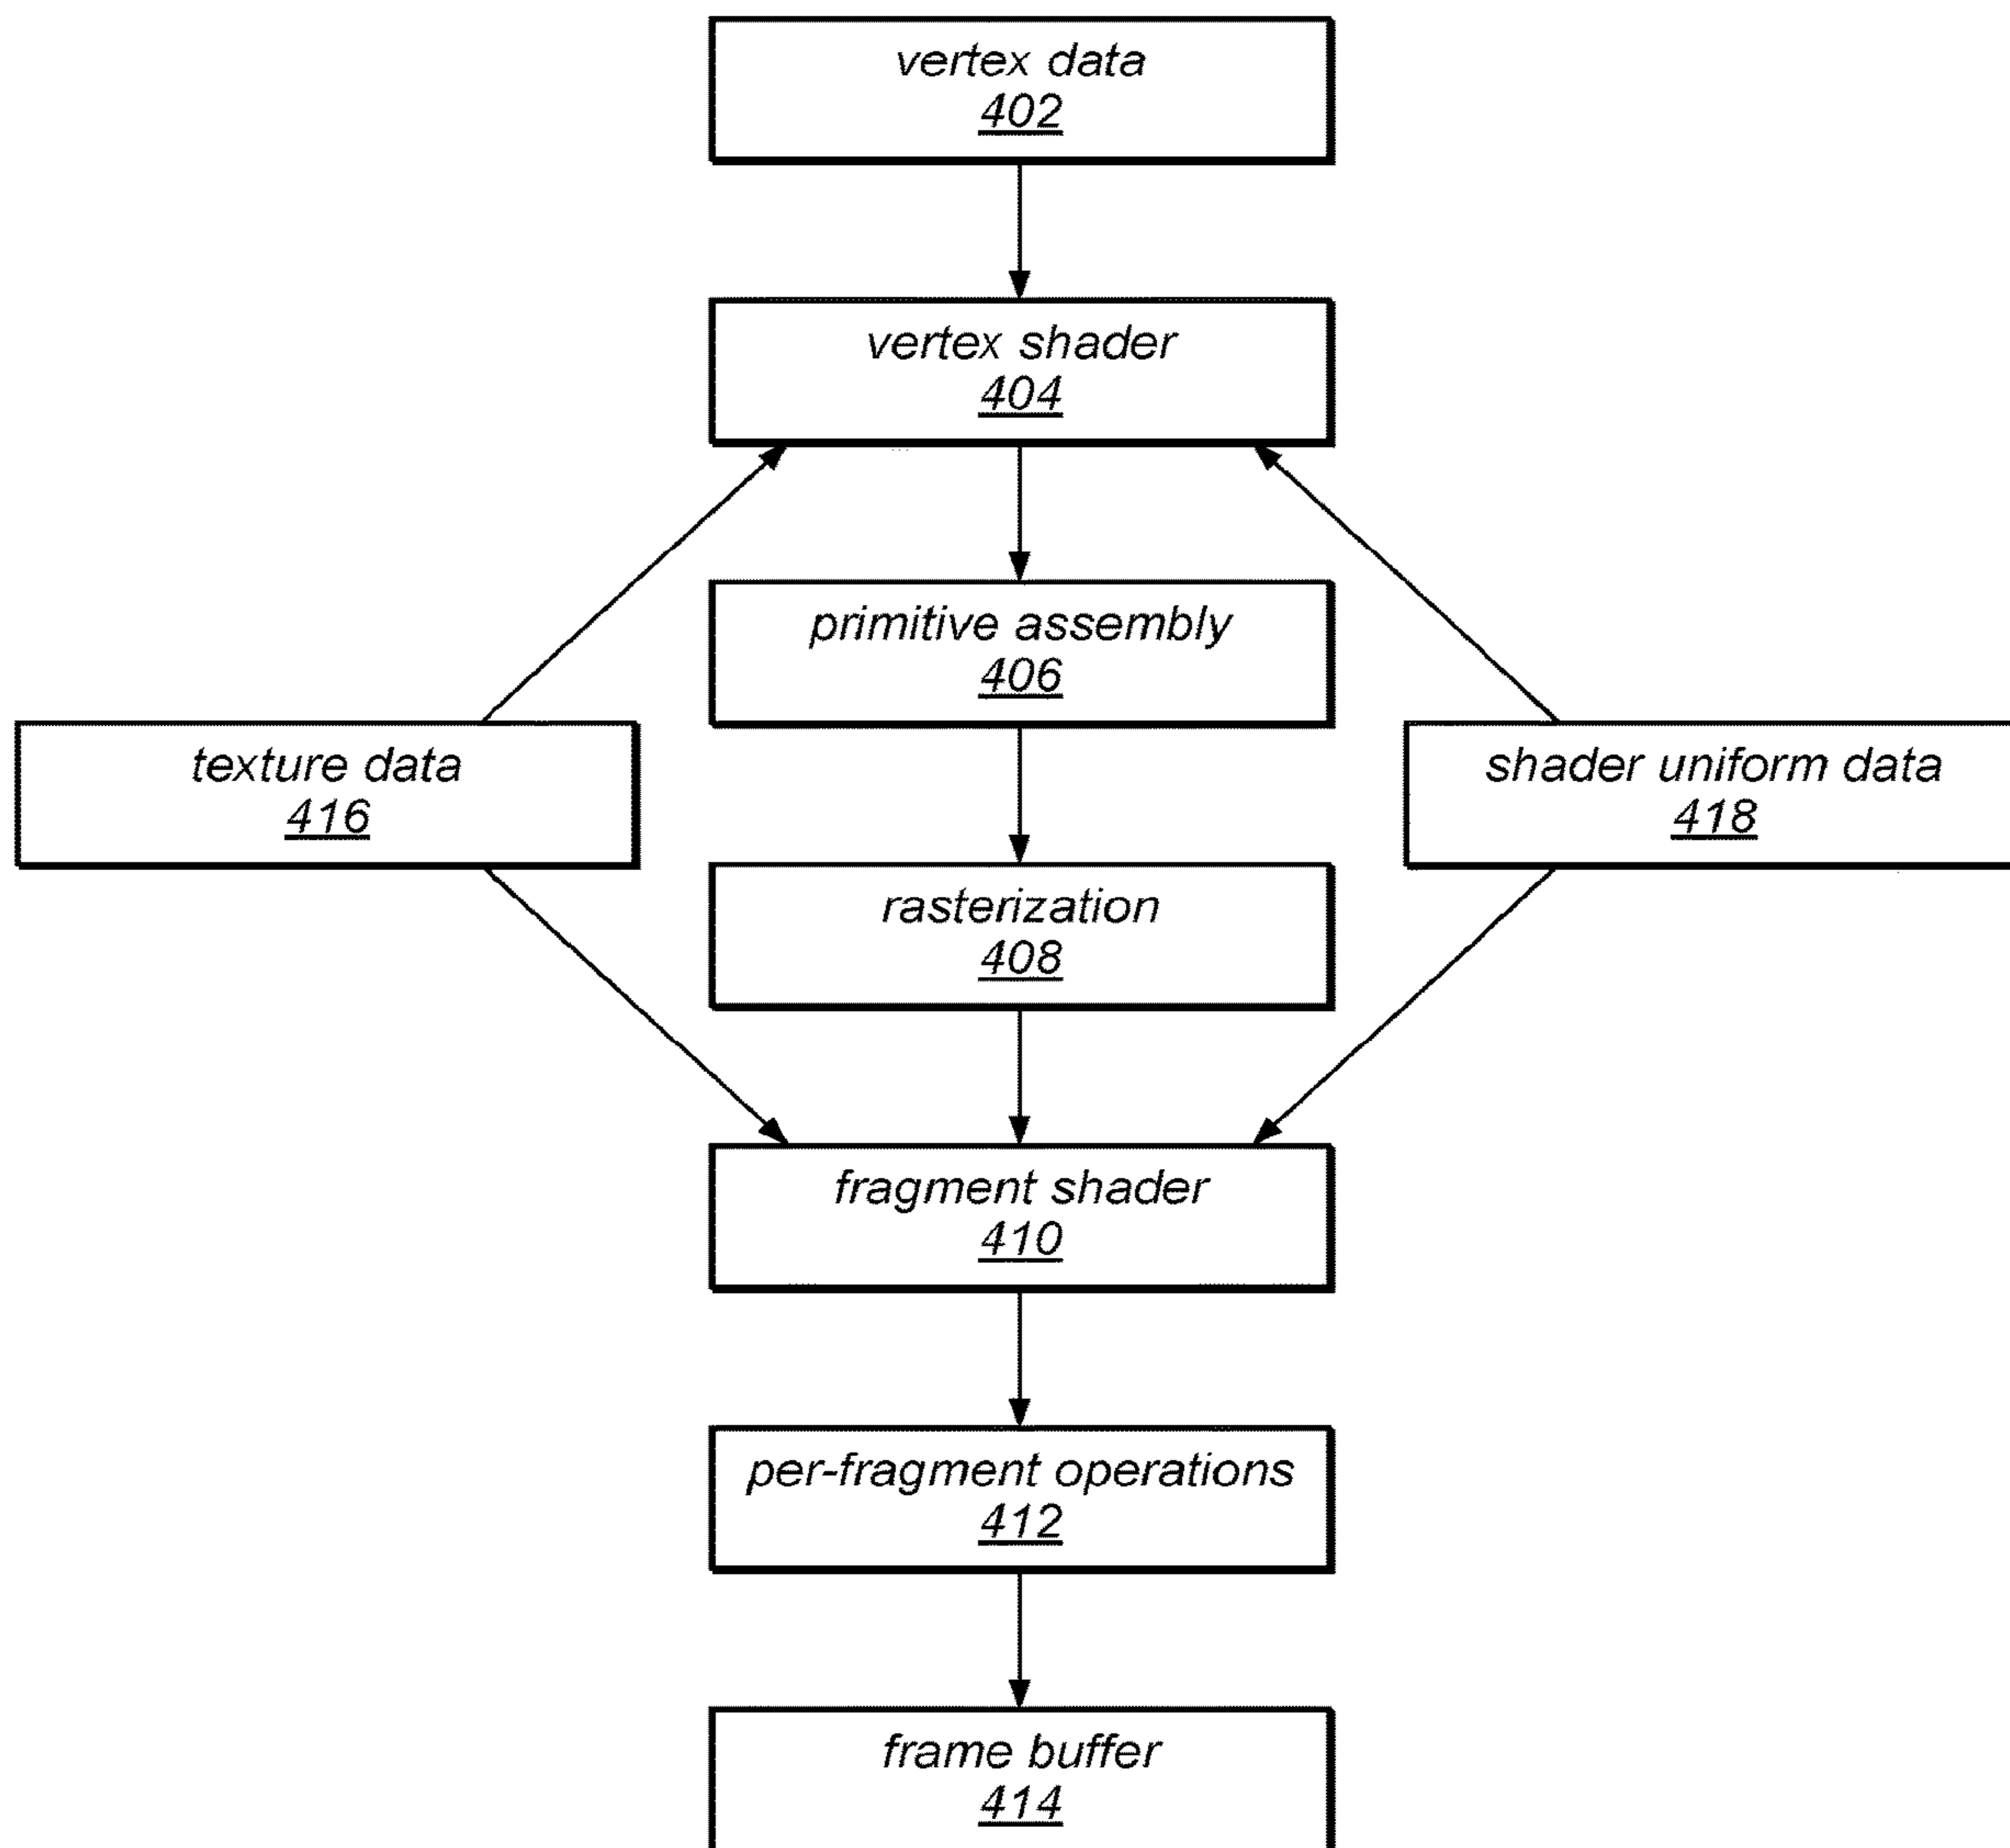 vertex data
402
vertex shader
404
primitive assembly
406
texture data
416
shader uniform data
418
rasterization
408
fragment shader
410
per-fragment operations
412
frame buffer
414